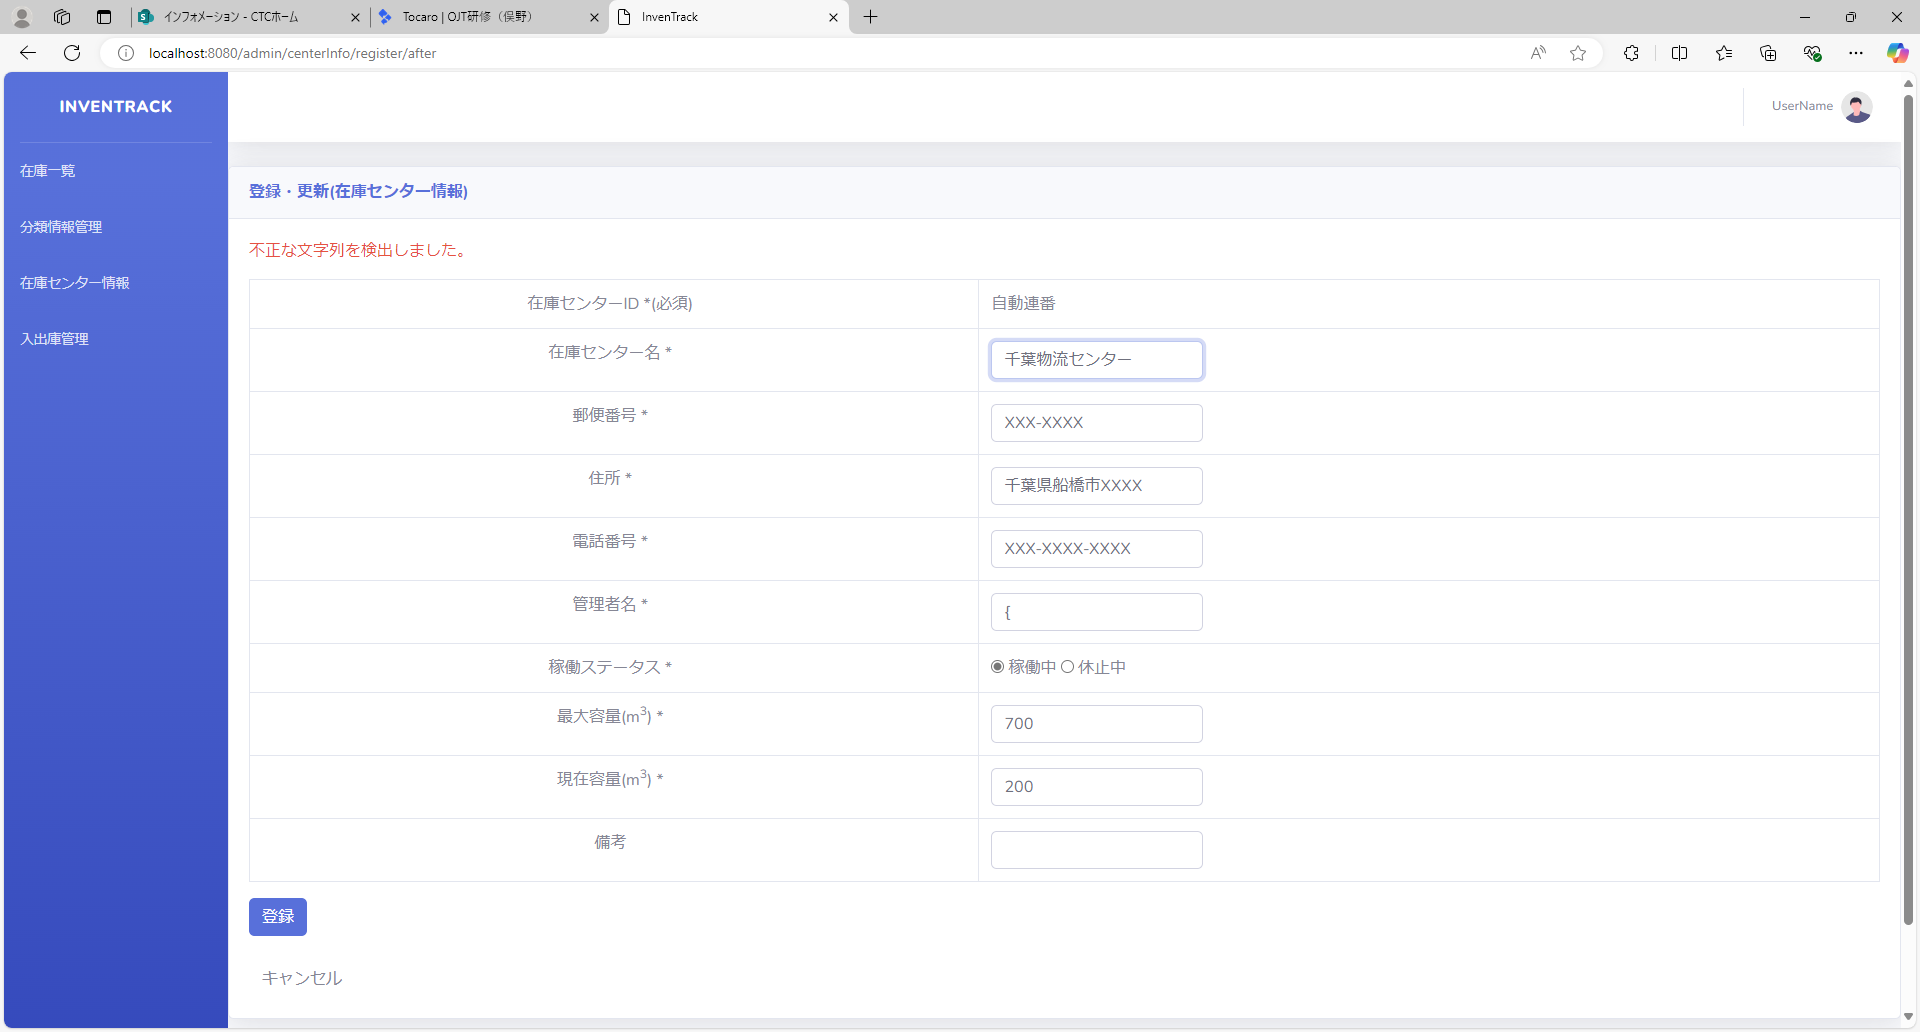 インフォメーション - CTCホーム
Tocaro | OJT研修（俣野）
InvenTrack
localhost:8080/admin/centerInfo/register/after
INVENTRACK
UserName
在庫一覧
分類情報管理
在庫センター情報
入出庫管理
登録・更新(在庫センター情報)
不正な文字列を検出しました。
在庫センターID *(必須) 自動連番
在庫センター名 * 千葉物流センター
郵便番号 * XXX-XXXX
住所 * 千葉県船橋市XXXX
電話番号 * XXX-XXXX-XXXX
管理者名 * {
稼働ステータス * 稼働中 休止中
最大容量(m³) * 700
現在容量(m³) * 200
備考
登録
キャンセル